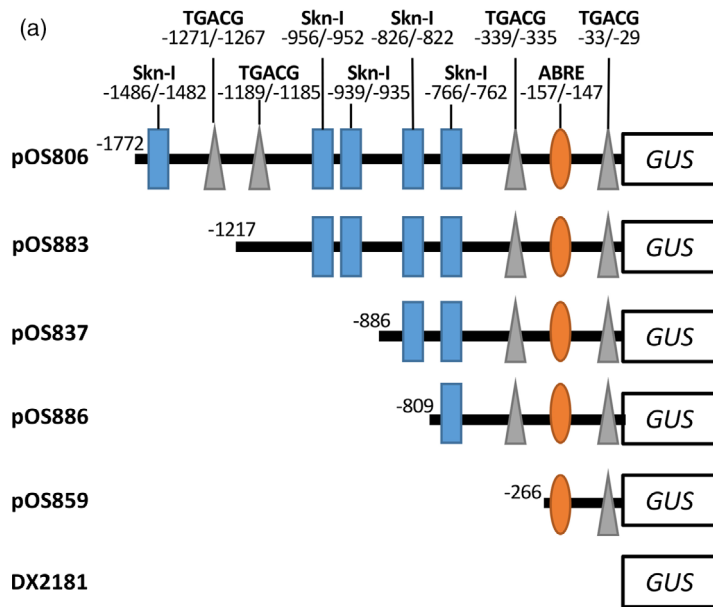 (a)
TGACG Skn-I Skn-I TGACG TGACG
-1271/-1267 -956/-952 -826/-822 -339/-335 -33/-29
Skn-I TGACG Skn-I Skn-I ABRE
-1486/-1482 -1189/-1185 -939/-935 -766/-762 -157/-147
pOS806 -1772 GUS
pOS883 -1217 GUS
pOS837 -886 GUS
pOS886 -809 GUS
pOS859 -266 GUS
DX2181 GUS